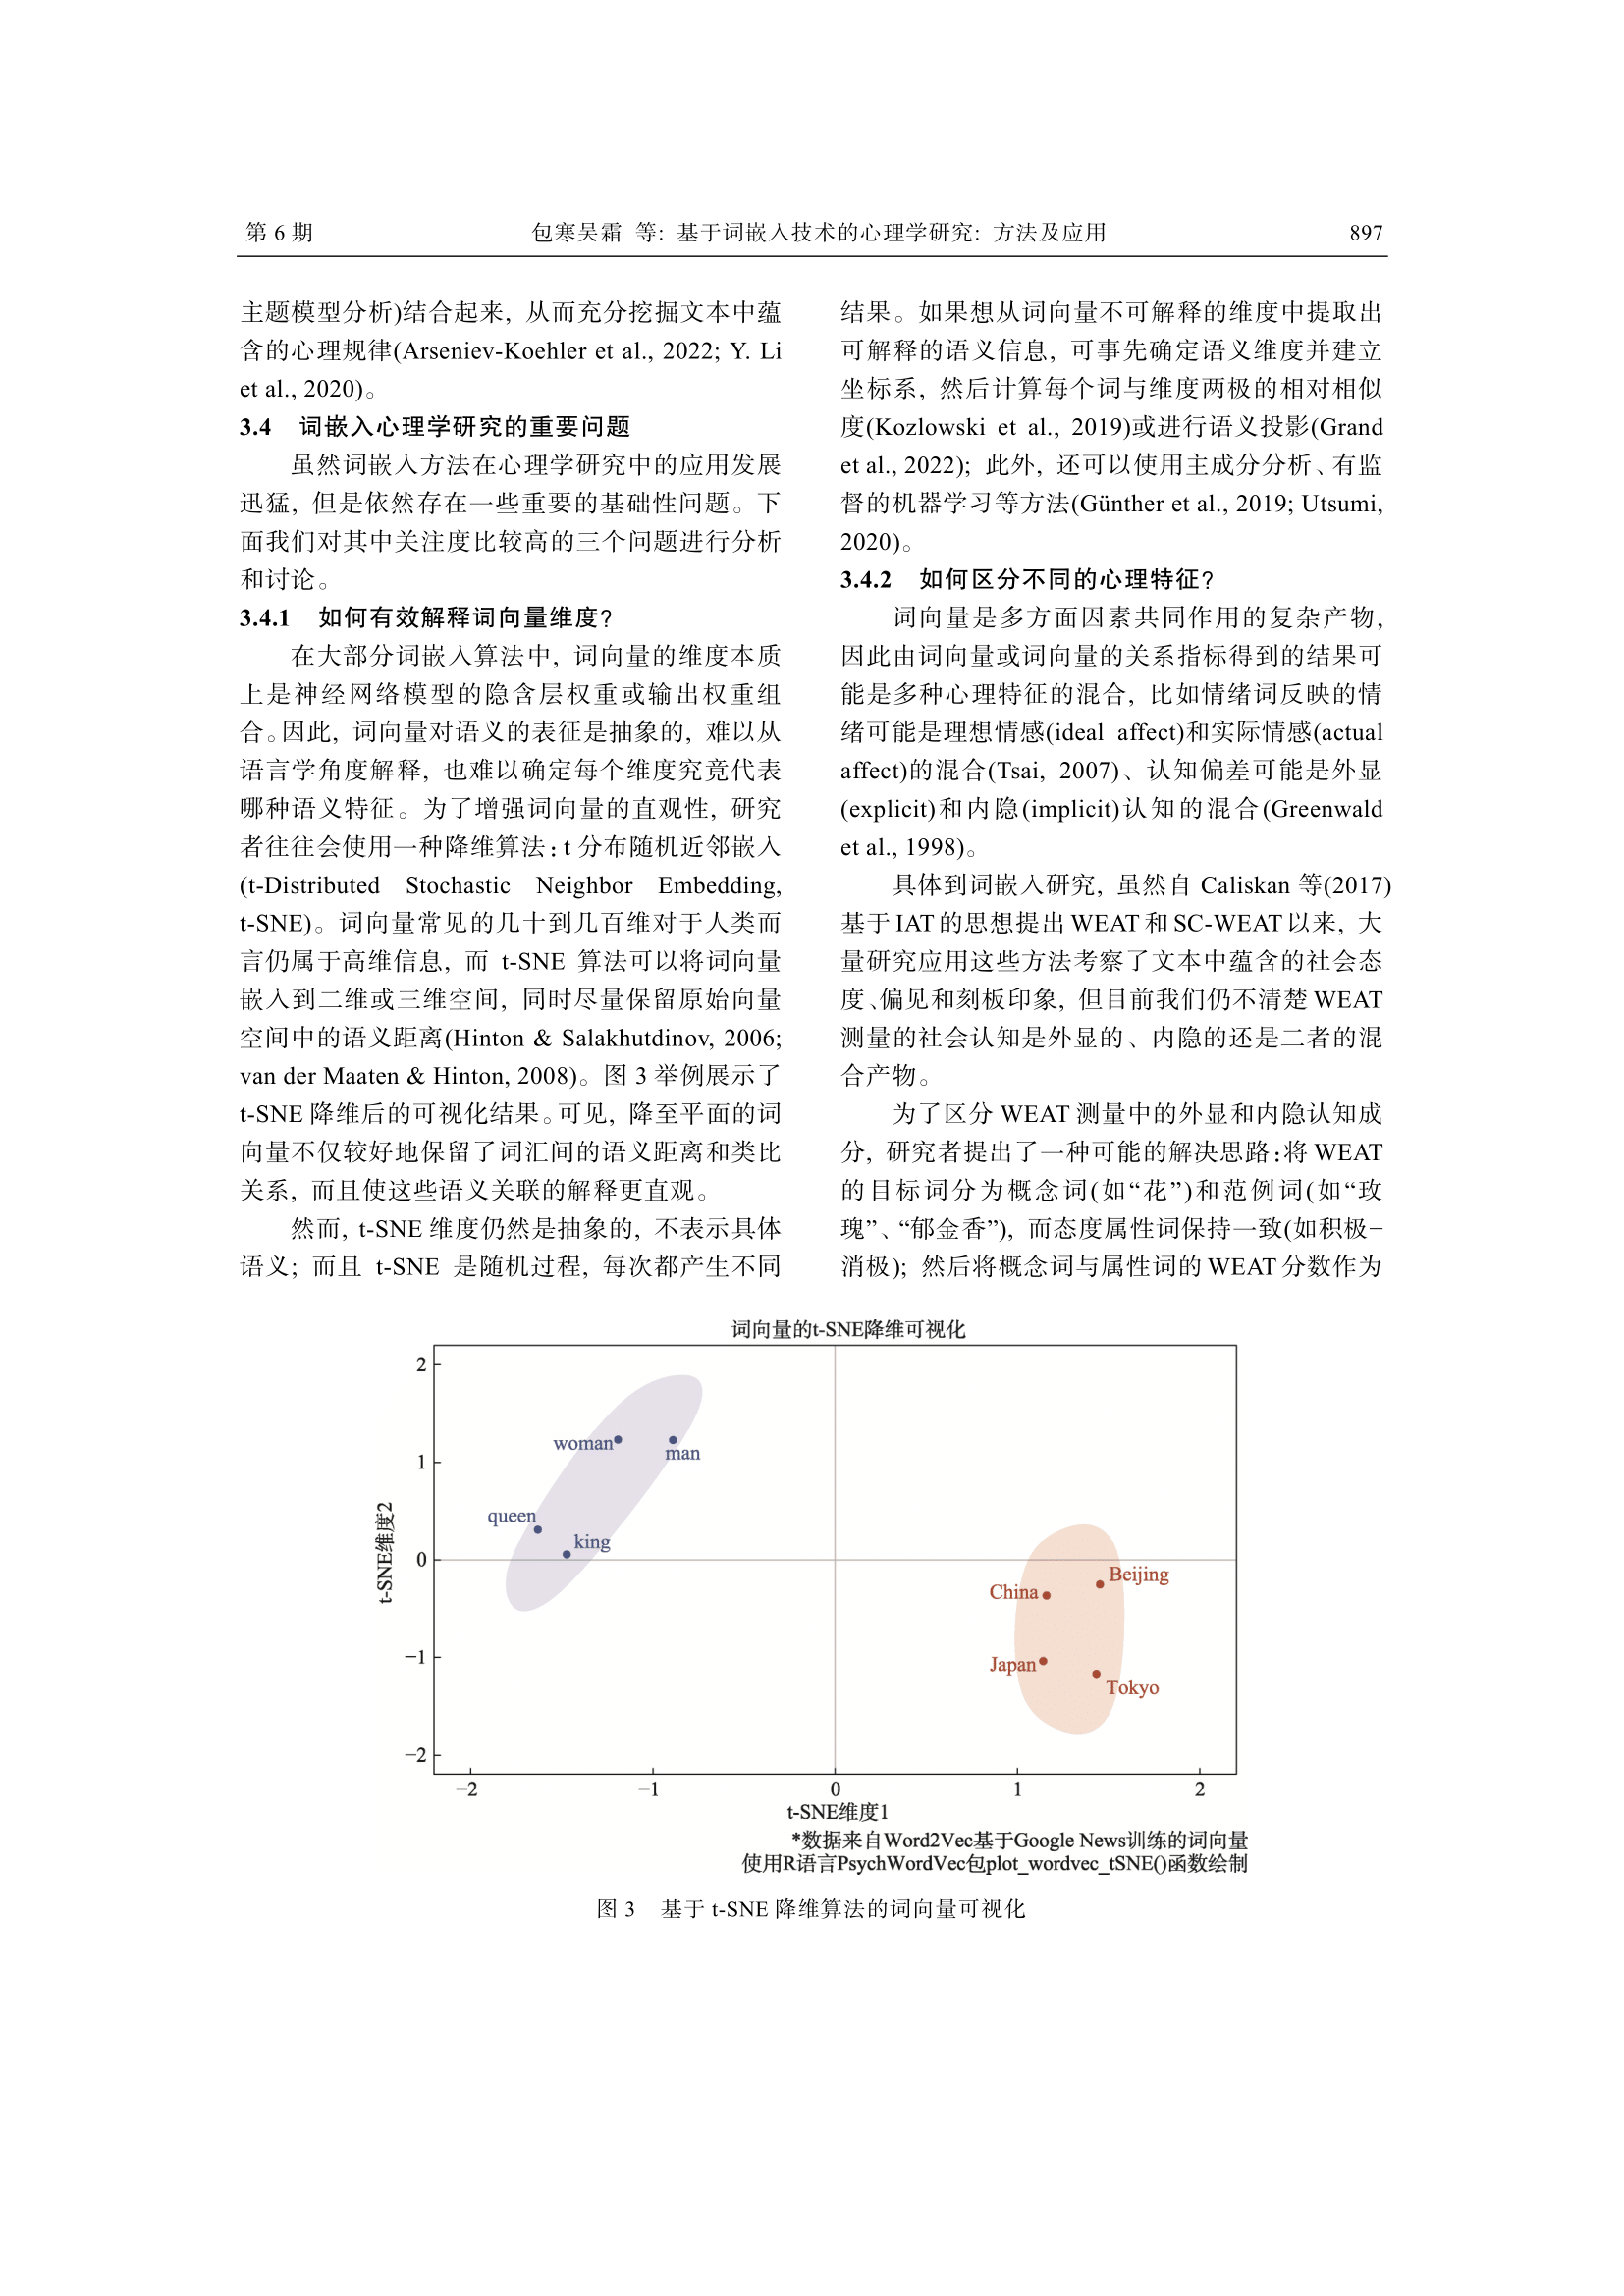 第 6 期 包寒吴霜 等: 基于词嵌入技术的心理学研究: 方法及应用 897
主题模型分析)结合起来, 从而充分挖掘文本中蕴
含的心理规律(Arseniev-Koehler et al., 2022; Y. Li
et al., 2020)。
3.4 词嵌入心理学研究的重要问题
虽然词嵌入方法在心理学研究中的应用发展
迅猛, 但是依然存在一些重要的基础性问题。下
面我们对其中关注度比较高的三个问题进行分析
和讨论。
3.4.1 如何有效解释词向量维度?
在大部分词嵌入算法中, 词向量的维度本质
上是神经网络模型的隐含层权重或输出权重组
合。因此, 词向量对语义的表征是抽象的, 难以从
语言学角度解释, 也难以确定每个维度究竟代表
哪种语义特征。为了增强词向量的直观性, 研究
者往往会使用一种降维算法: t 分布随机近邻嵌入
(t-Distributed Stochastic Neighbor Embedding,
t-SNE)。词向量常见的几十到几百维对于人类而
言仍属于高维信息, 而 t-SNE 算法可以将词向量
嵌入到二维或三维空间, 同时尽量保留原始向量
空间中的语义距离(Hinton & Salakhutdinov, 2006;
van der Maaten & Hinton, 2008)。图 3 举例展示了
t-SNE 降维后的可视化结果。可见, 降至平面的词
向量不仅较好地保留了词汇间的语义距离和类比
关系, 而且使这些语义关联的解释更直观。
然而, t-SNE 维度仍然是抽象的, 不表示具体
语义; 而且 t-SNE 是随机过程, 每次都产生不同
结果。如果想从词向量不可解释的维度中提取出
可解释的语义信息, 可事先确定语义维度并建立
坐标系, 然后计算每个词与维度两极的相对相似
度(Kozlowski et al., 2019)或进行语义投影(Grand
et al., 2022); 此外, 还可以使用主成分分析、有监
督的机器学习等方法(Günther et al., 2019; Utsumi,
2020)。
3.4.2 如何区分不同的心理特征?
词向量是多方面因素共同作用的复杂产物,
因此由词向量或词向量的关系指标得到的结果可
能是多种心理特征的混合, 比如情绪词反映的情
绪可能是理想情感(ideal affect)和实际情感(actual
affect)的混合(Tsai, 2007)、认知偏差可能是外显
(explicit)和内隐(implicit)认知的混合(Greenwald
et al., 1998)。
具体到词嵌入研究, 虽然自 Caliskan 等(2017)
基于 IAT 的思想提出 WEAT 和 SC-WEAT 以来, 大
量研究应用这些方法考察了文本中蕴含的社会态
度、偏见和刻板印象, 但目前我们仍不清楚 WEAT
测量的社会认知是外显的、内隐的还是二者的混
合产物。
为了区分 WEAT 测量中的外显和内隐认知成
分, 研究者提出了一种可能的解决思路: 将 WEAT
的目标词分为概念词(如“花”)和范例词(如“玫
瑰”、“郁金香”), 而态度属性词保持一致(如积极−
消极); 然后将概念词与属性词的 WEAT 分数作为
词向量的t-SNE降维可视化
2
1
0
−1
−2
t-SNE维度2
woman
man
queen
king
China
Beijing
Japan
Tokyo
−2 −1 0 1 2
t-SNE维度1
*数据来自Word2Vec基于Google News训练的词向量
使用R语言PsychWordVec包plot_wordvec_tSNE()函数绘制
图 3 基于 t-SNE 降维算法的词向量可视化